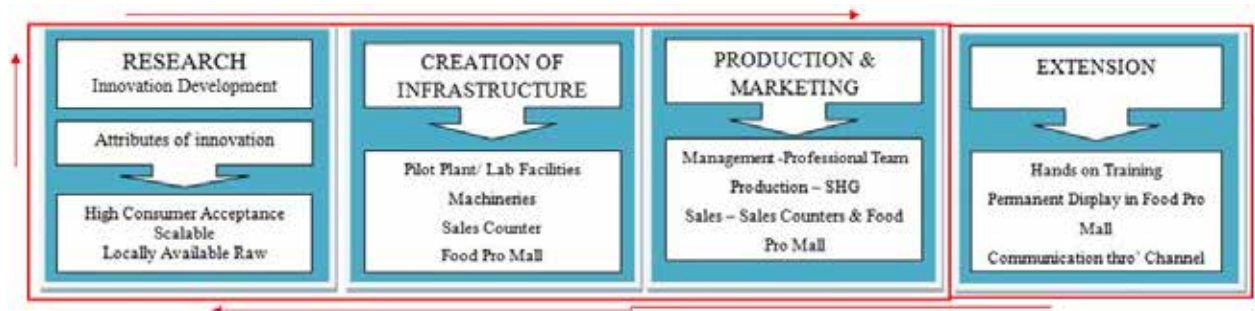 RESEARCH
Innovation Development
Attributes of innovation
High Consumer Acceptance
Scalable
Locally Available Raw
CREATION OF
INFRASTRUCTURE
Pilot Plant/ Lab Facilities
Machineries
Sales Counter
Food Pro Mall
PRODUCTION &
MARKETING
Management -Professional Team
Production – SHG
Sales – Sales Counters & Food
Pro Mall
EXTENSION
Hands on Training
Permanent Display in Food Pro
Mall
Communication thro' Channel